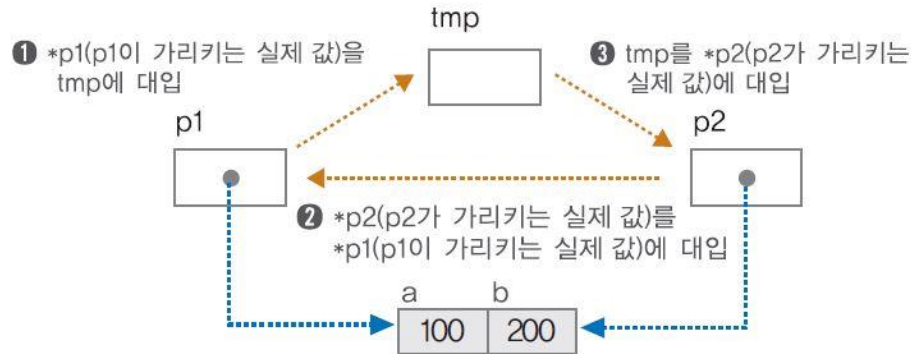 tmp
❶ *p1(p1이 가리키는 실제 값)을
tmp에 대입
❸ tmp를 *p2(p2가 가리키는
실제 값)에 대입
p1
p2
❷ *p2(p2가 가리키는 실제 값)를
*p1(p1이 가리키는 실제 값)에 대입
a b
100 200